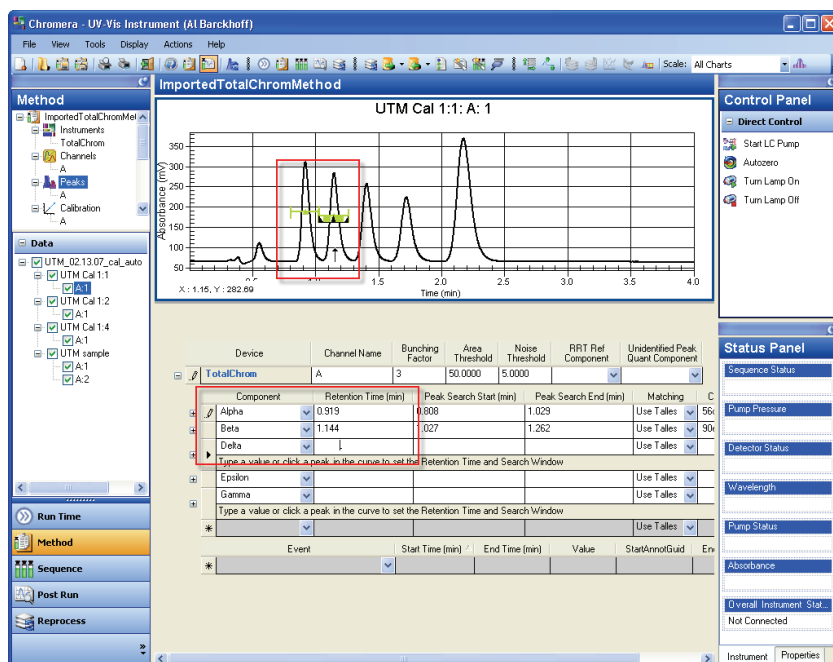 Chromera - UV-Vis Instrument (Al Barckhoff)
File View Tools Display Actions Help
Scale: All Charts
Method
ImportedTotalChromMet
Instruments
TotalChrom
Channels
A
Peaks
A
Calibration
A
Data
UTM_02.13.07_cal_auto
UTM Cal 1:1
A:1
UTM Cal 1:2
A:1
UTM Cal 1:4
A:1
UTM sample
A:1
A:2
Run Time
Method
Sequence
Post Run
Reprocess
ImportedTotalChromMethod
UTM Cal 1:1: A: 1
Absorbance (mV)
350
300
250
200
150
100
50
0.5 1.0 1.5 2.0 2.5 3.0 3.5 4.0
Time (min)
X : 1.15, Y : 282.69
Device Channel Name Bunching Factor Area Threshold Noise Threshold RRT Ref Component Unidentified Peak Quant Component
TotalChrom A 3 50.0000 5.0000
Component Retention Time (min) Peak Search Start (min) Peak Search End (min) Matching C
Alpha 0.919 0.808 1.029 Use Talles 56
Beta 1.144 1.027 1.262 Use Talles 90
Delta Use Talles
Type a value or click a peak in the curve to set the Retention Time and Search Window
Epsilon Use Talles
Gamma Use Talles
Type a value or click a peak in the curve to set the Retention Time and Search Window
Use Talles
Event Start Time (min) End Time (min) Value StartAnnotGuid En
Control Panel
Direct Control
Start LC Pump
Autozero
Turn Lamp On
Turn Lamp Off
Status Panel
Sequence Status
Pump Pressure
Detector Status
Wavelength
Pump Status
Absorbance
Overall Instrument Stat...
Not Connected
Instrument Properties